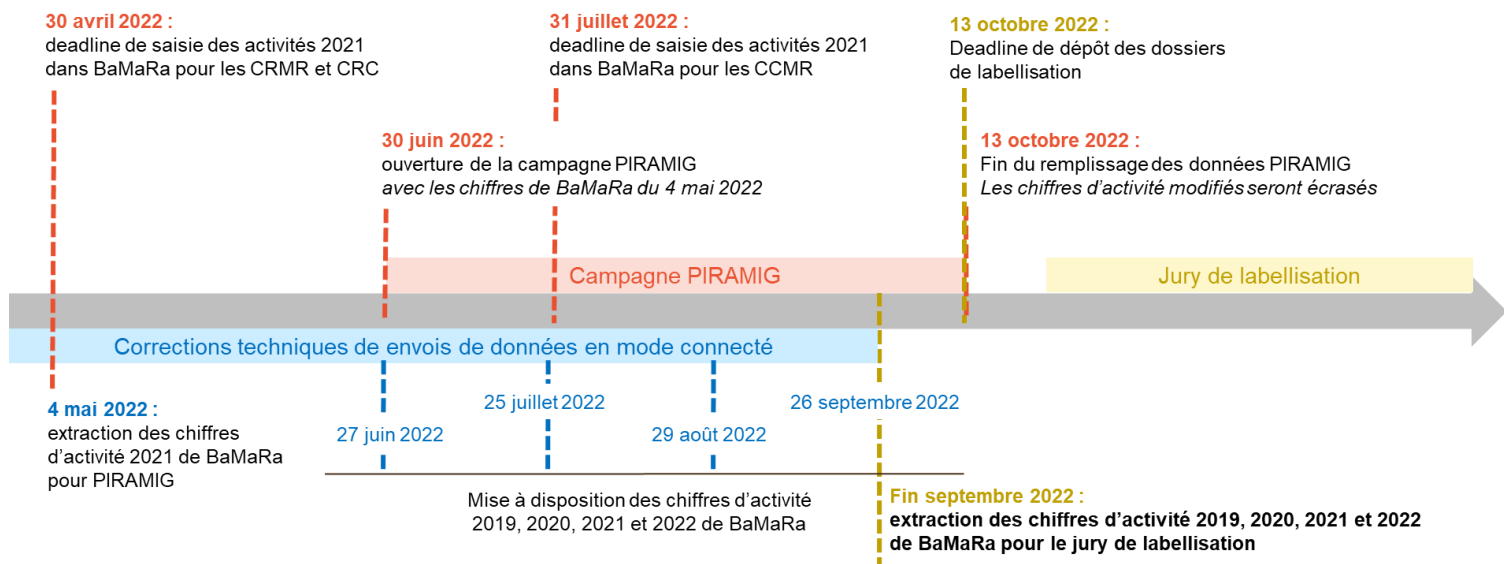 30 avril 2022 :
deadline de saisie des activités 2021
dans BaMaRa pour les CRMR et CRC
31 juillet 2022 :
deadline de saisie des activités 2021
dans BaMaRa pour les CCMR
13 octobre 2022 :
Deadline de dépôt des dossiers
de labellisation
30 juin 2022 :
ouverture de la campagne PIRAMIG
avec les chiffres de BaMaRa du 4 mai 2022
13 octobre 2022 :
Fin du remplissage des données PIRAMIG
Les chiffres d'activité modifiés seront écrasés
Campagne PIRAMIG
Jury de labellisation
Corrections techniques de envois de données en mode connecté
4 mai 2022 :
extraction des chiffres
d'activité 2021 de BaMaRa
pour PIRAMIG
27 juin 2022
25 juillet 2022
29 août 2022
26 septembre 2022
Mise à disposition des chiffres d'activité
2019, 2020, 2021 et 2022 de BaMaRa
Fin septembre 2022 :
extraction des chiffres d'activité 2019, 2020, 2021 et 2022
de BaMaRa pour le jury de labellisation